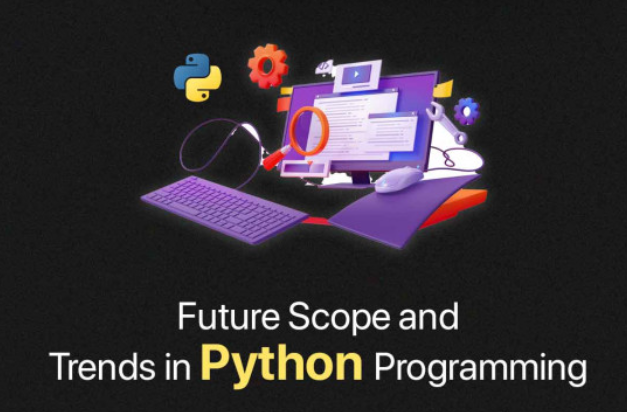 Future Scope and
Trends in Python Programming